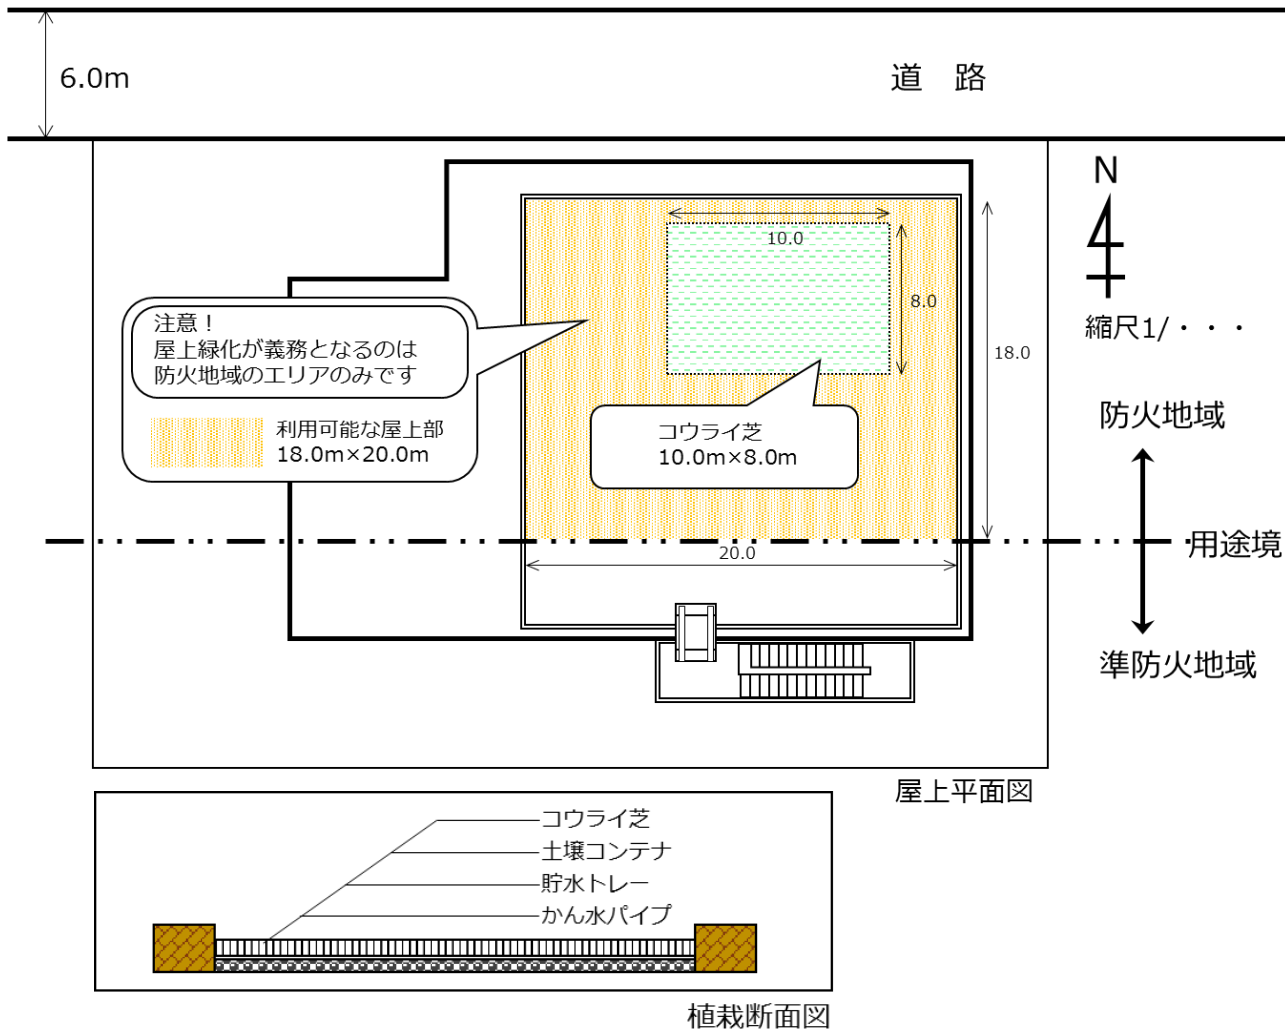 6.0m
道　路
N
縮尺1/・・・
10.0
8.0
18.0
注意！
屋上緑化が義務となるのは
防火地域のエリアのみです
利用可能な屋上部
18.0m×20.0m
コウライ芝
10.0m×8.0m
防火地域
用途境
20.0
準防火地域
屋上平面図
コウライ芝
土壌コンテナ
貯水トレー
かん水パイプ
植栽断面図